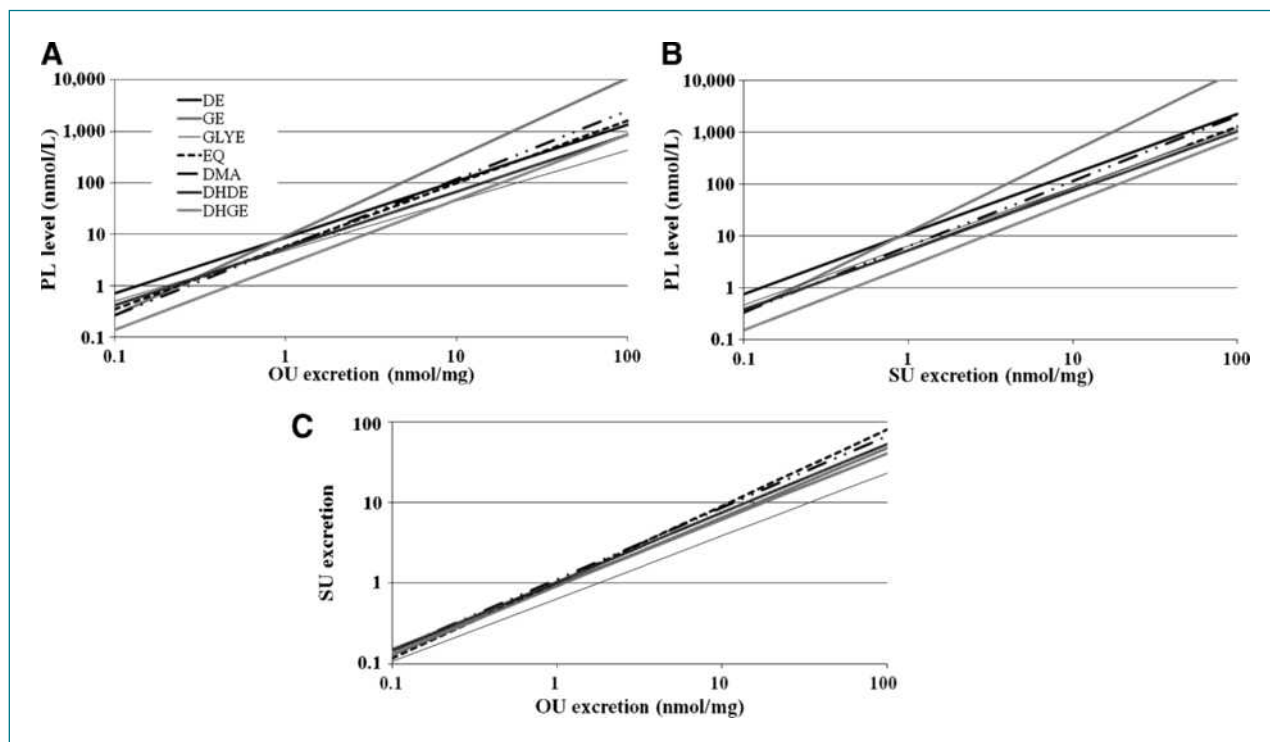 A
PL level (nmol/L)
10,000
1,000
100
10
1
0.1
DE
GE
GLYE
EQ
DMA
DHDE
DHGE
0.1 1 10 100
OU excretion (nmol/mg)
B
PL level (nmol/L)
10,000
1,000
100
10
1
0.1
0.1 1 10 100
SU excretion (nmol/mg)
C
SU excretion
100
10
1
0.1
0.1 1 10 100
OU excretion (nmol/mg)